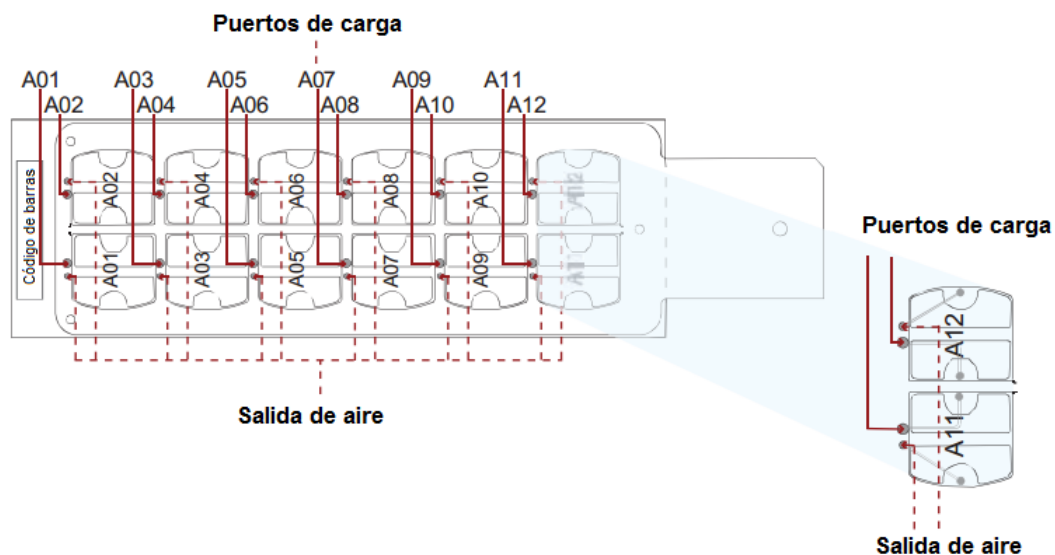 Puertos de carga
A01 A03 A05 A07 A09 A11
A02 A04 A06 A08 A10 A12
Código de barras
A02 A04 A06 A08 A10 A12
A01 A03 A05 A07 A09 A11
Salida de aire
Puertos de carga
A12
A11
Salida de aire